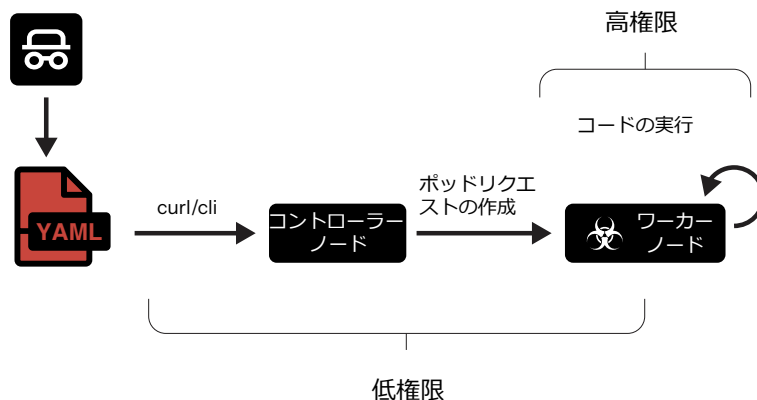 高権限
コードの実行
YAML
curl/cli
コントローラー
ノード
ポッドリクエ
ストの作成
ワーカー
ノード
低権限